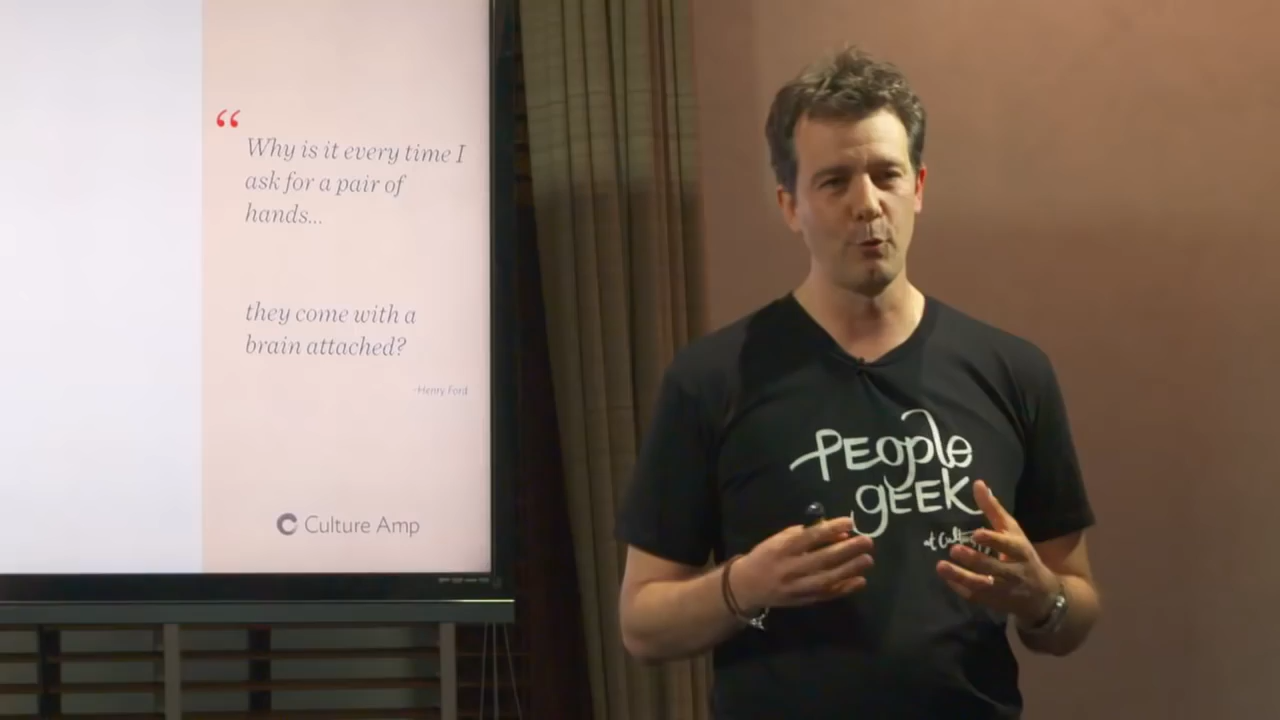 “
Why is it every time I
ask for a pair of
hands...
they come with a
brain attached?
-Henry Ford
Culture Amp
PEOPle
gEEK
at